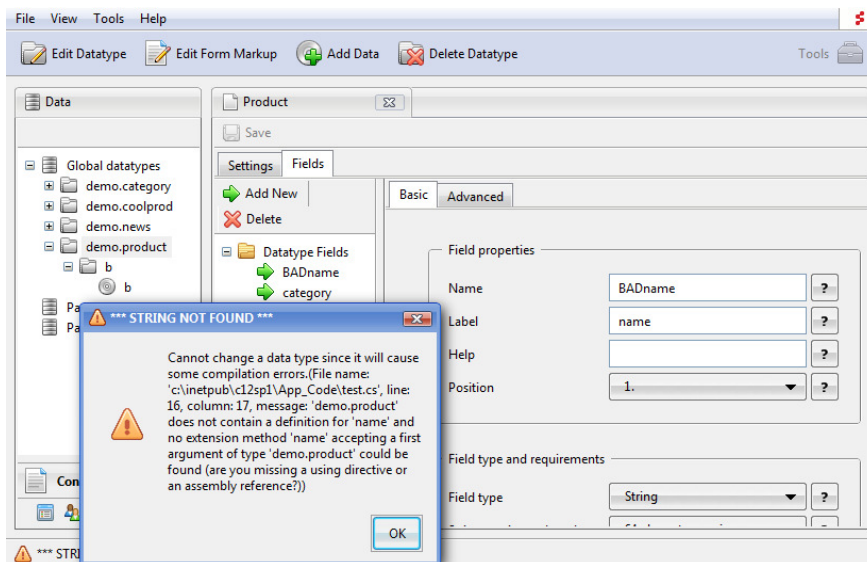 File View Tools Help
Edit Datatype Edit Form Markup Add Data Delete Datatype Tools
Data
Product
Save
Settings Fields
Global datatypes
demo.category
demo.coolprod
demo.news
demo.product
b
b
Pa
Pa
Add New
Delete
Datatype Fields
BADname
category
Basic Advanced
Field properties
Name BADname ?
Label name ?
Help ?
Position 1. ?
Field type and requirements
Field type String ?
*** STRING NOT FOUND ***
Cannot change a data type since it will cause
some compilation errors.(File name:
'c:\inetpub\c12sp1\App_Code\test.cs', line:
16, column: 17, message: 'demo.product'
does not contain a definition for 'name' and
no extension method 'name' accepting a first
argument of type 'demo.product' could be
found (are you missing a using directive or
an assembly reference?))
OK
Con
*** STRI